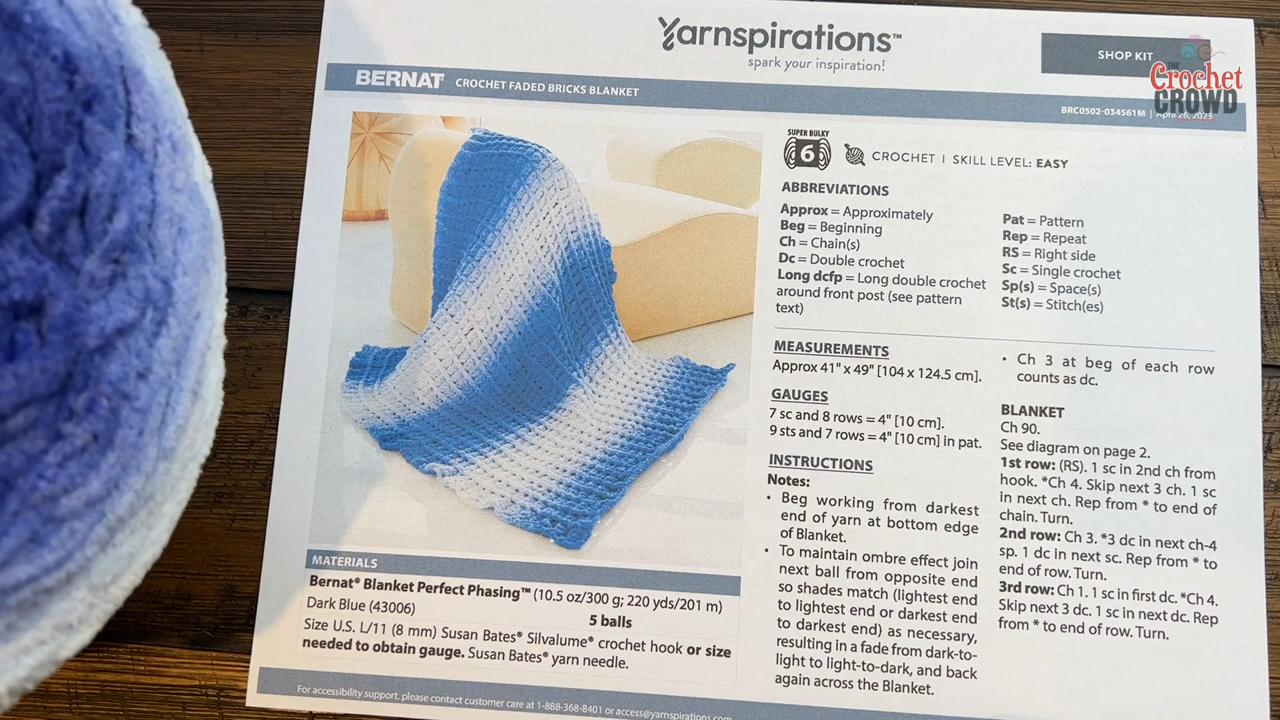 Yarnspirations™
spark your inspiration!
SHOP KIT
THE
Crochet
CROWD
BERNAT CROCHET FADED BRICKS BLANKET
BRC0502-034561M | April 26, 2023
SUPER BULKY
6
CROCHET I SKILL LEVEL: EASY
ABBREVIATIONS
Approx = Approximately
Beg = Beginning
Ch = Chain(s)
Dc = Double crochet
Long dcfp = Long double crochet
around front post (see pattern
text)
Pat = Pattern
Rep = Repeat
RS = Right side
Sc = Single crochet
Sp(s) = Space(s)
St(s) = Stitch(es)
MEASUREMENTS
Approx 41" x 49" [104 x 124.5 cm].
GAUGES
7 sc and 8 rows = 4" [10 cm].
9 sts and 7 rows = 4" [10 cm] in pat.
INSTRUCTIONS
Notes:
• Beg working from darkest
end of yarn at bottom edge
of Blanket.
• To maintain ombre effect join
next ball from opposite end
so shades match (lightest end
to lightest end or darkest end
to darkest end) as necessary,
resulting in a fade from dark-to-
light to light-to-dark, and back
again across the Blanket.
• Ch 3 at beg of each row
counts as dc.
BLANKET
Ch 90.
See diagram on page 2.
1st row: (RS). 1 sc in 2nd ch from
hook. *Ch 4. Skip next 3 ch. 1 sc
in next ch. Rep from * to end of
chain. Turn.
2nd row: Ch 3. *3 dc in next ch-4
sp. 1 dc in next sc. Rep from * to
end of row. Turn.
3rd row: Ch 1. 1 sc in first dc. *Ch 4.
Skip next 3 dc. 1 sc in next dc. Rep
from * to end of row. Turn.
MATERIALS
Bernat® Blanket Perfect Phasing™ (10.5 oz/300 g; 220 yds/201 m)
Dark Blue (43006) 5 balls
Size U.S. L/11 (8 mm) Susan Bates® Silvalume® crochet hook or size
needed to obtain gauge. Susan Bates® yarn needle.
For accessibility support, please contact customer care at 1-888-368-8401 or access@yarnspirations.com